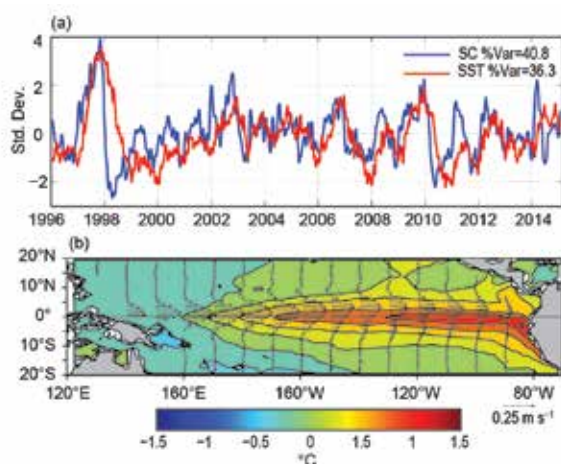 (a)
4
2
0
−2
Std. Dev.
SC %Var=40.8
SST %Var=36.3
1996 1998 2000 2002 2004 2006 2008 2010 2012 2014
(b)
20°N
10°N
0°
10°S
20°S
120°E 160°E 160°W 120°W 80°W
0.25 m s⁻¹
−1.5 −1 −0.5 0 0.5 1 1.5
°C